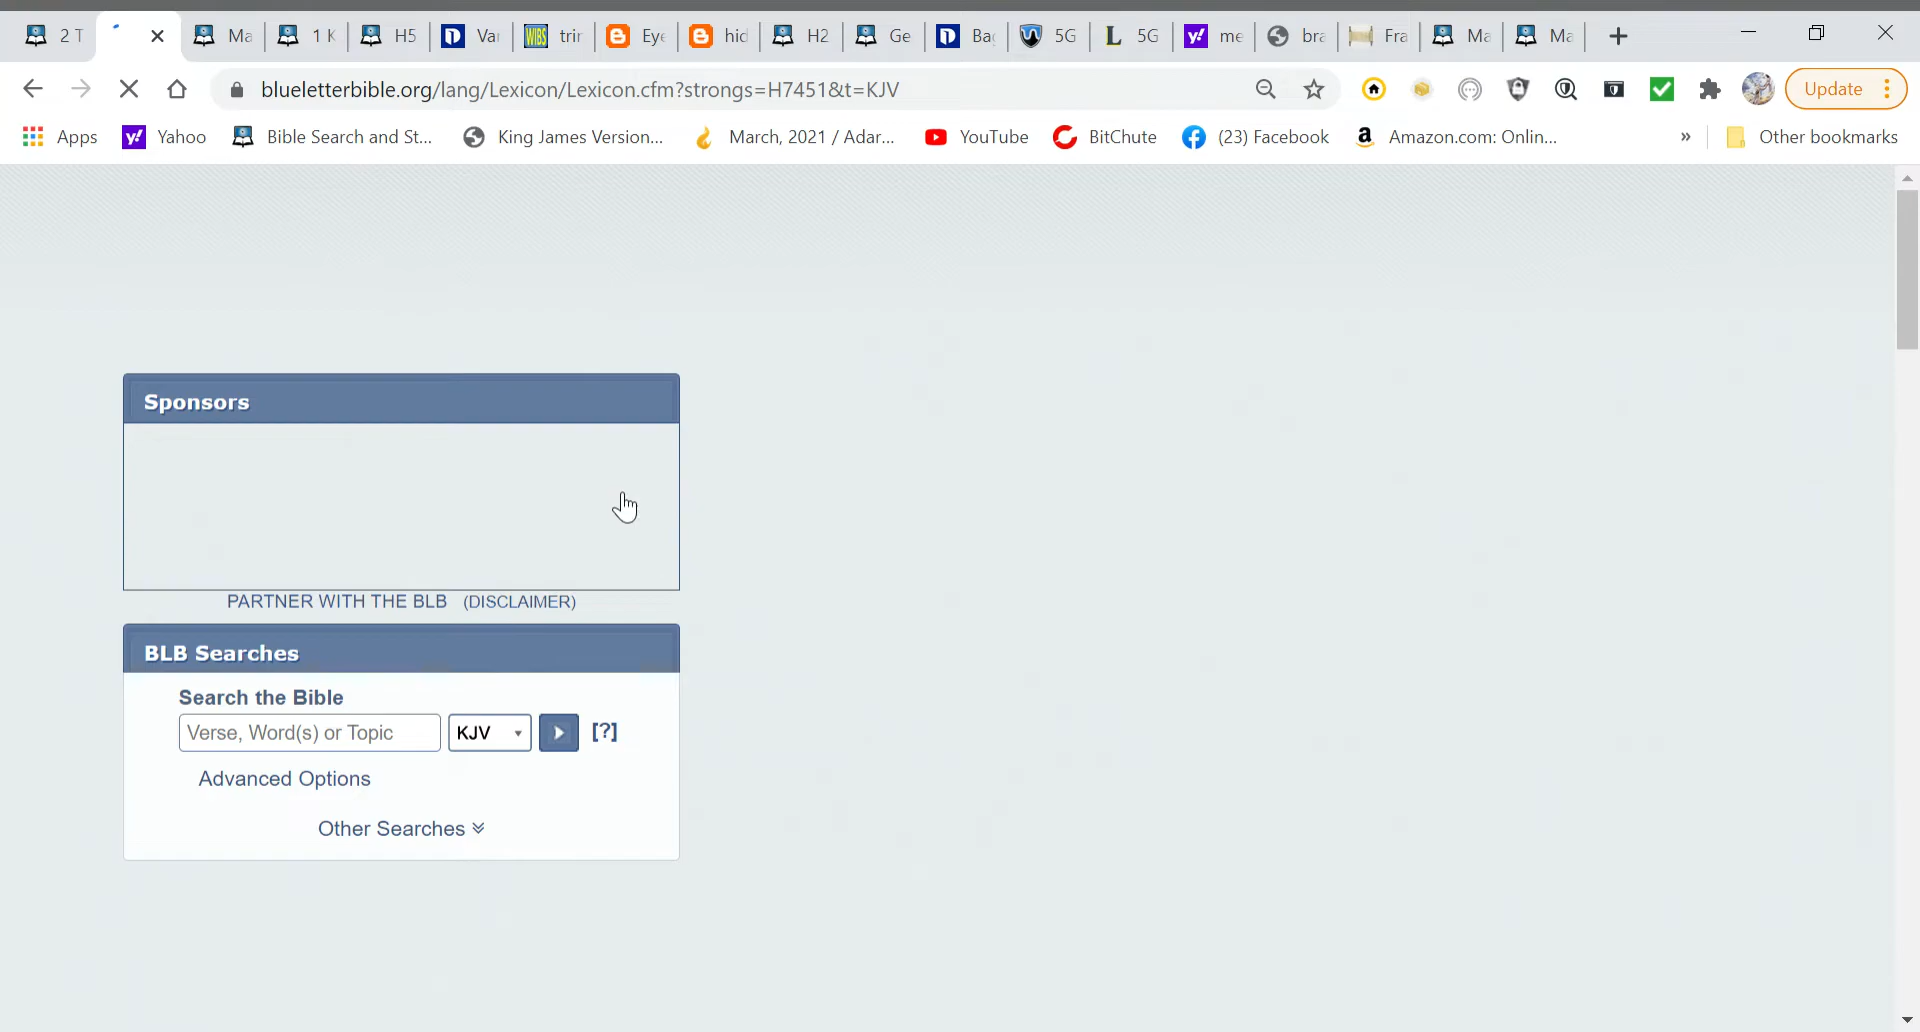 2 T
Ma
1 K
H5
Var
trin
Eye
hid
H2
Ge
Ba
5G
L 5G
me
bra
Fra
Ma
Ma
blueletterbible.org/lang/Lexicon/Lexicon.cfm?strongs=H7451&t=KJV
Update
Apps
Yahoo
Bible Search and St...
King James Version...
March, 2021 / Adar...
YouTube
BitChute
(23) Facebook
Amazon.com: Onlin...
»
Other bookmarks
Sponsors
PARTNER WITH THE BLB (DISCLAIMER)
BLB Searches
Search the Bible
Verse, Word(s) or Topic KJV [?]
Advanced Options
Other Searches